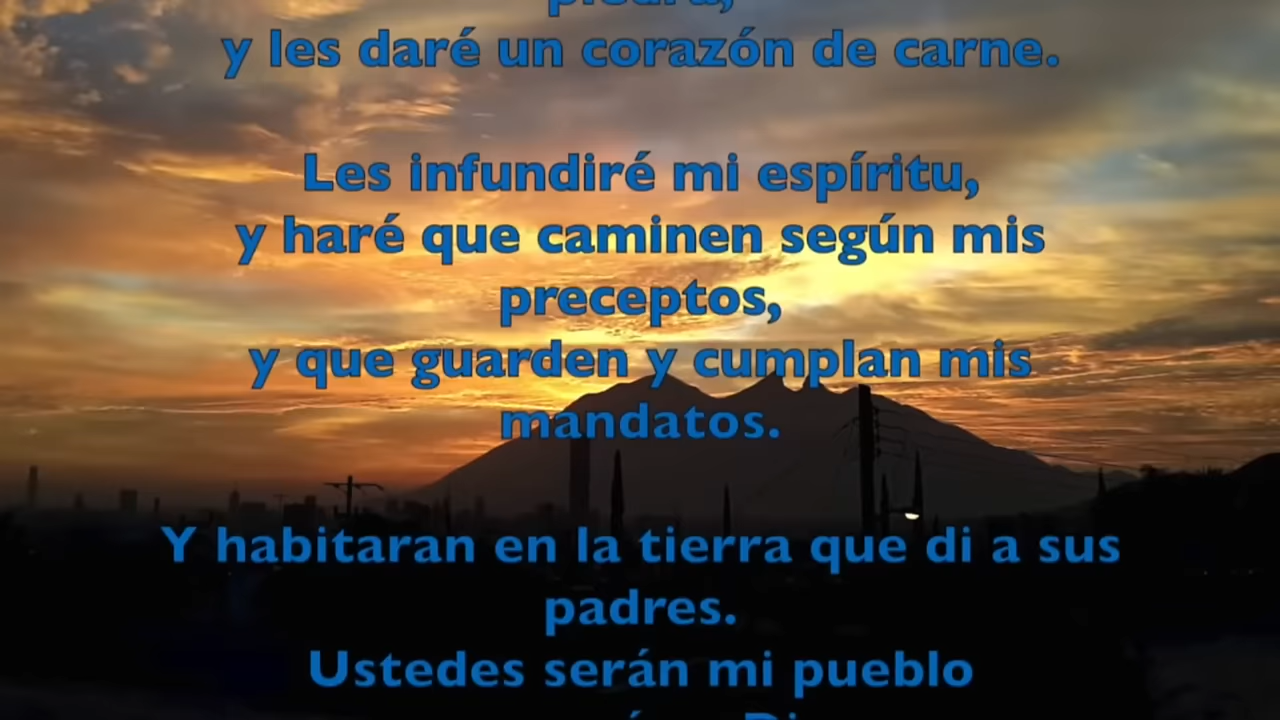 y les daré un corazón de carne.
Les infundiré mi espíritu,
y haré que caminen según mis
preceptos,
y que guarden y cumplan mis
mandatos.
Y habitaran en la tierra que di a sus
padres.
Ustedes serán mi pueblo